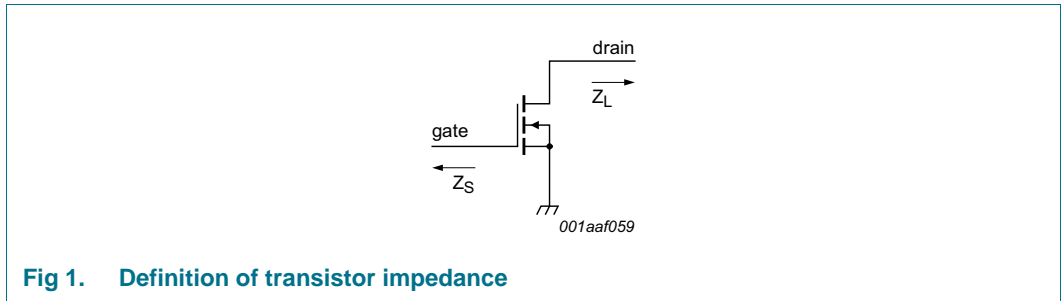 drain
Z_L
gate
Z_S
001aaf059
Fig 1. Definition of transistor impedance